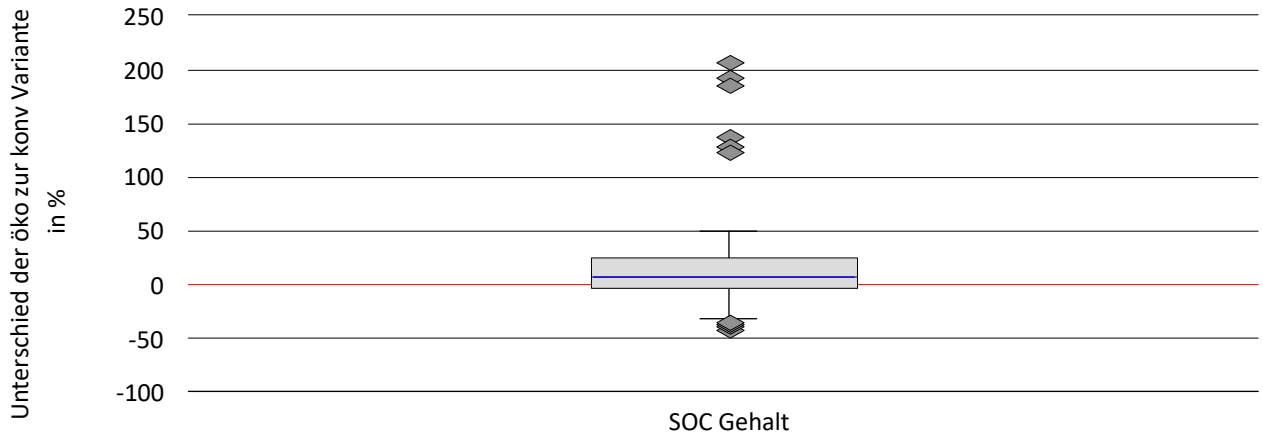 Unterschied der öko zur konv Variante
in %
250
200
150
100
50
0
-50
-100
SOC Gehalt